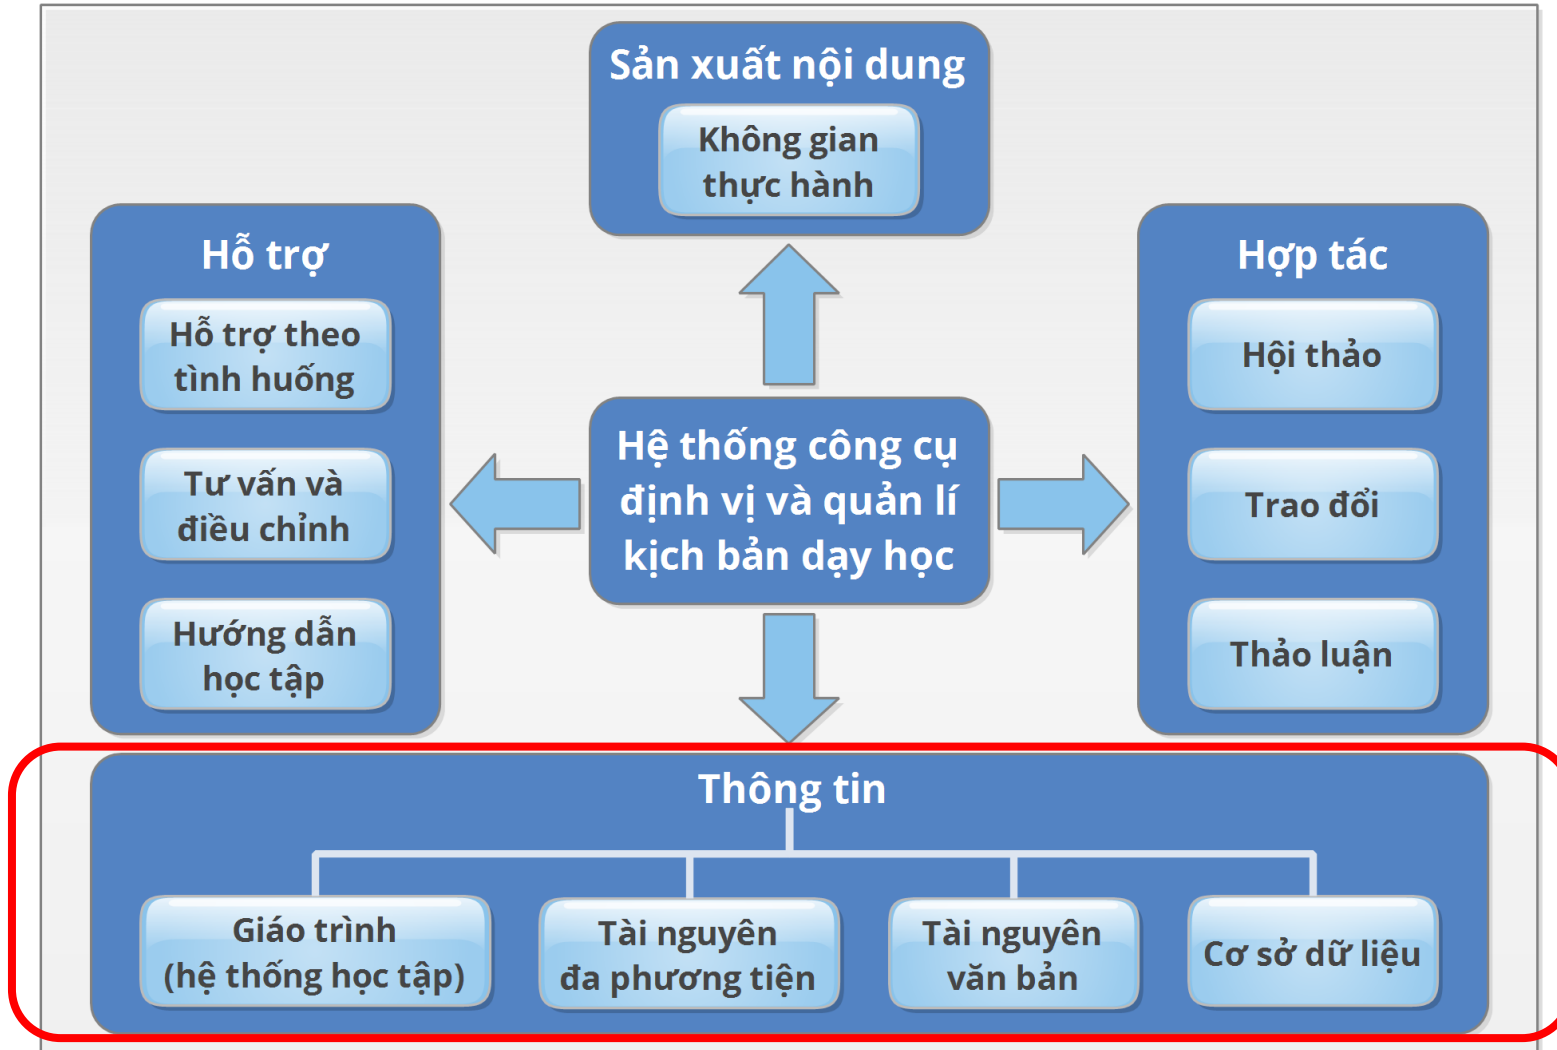 Sản xuất nội dung
Không gian
thực hành
Hỗ trợ
Hỗ trợ theo
tình huống
Tư vấn và
điều chỉnh
Hướng dẫn
học tập
Hệ thống công cụ
định vị và quản lí
kịch bản dạy học
Hợp tác
Hội thảo
Trao đổi
Thảo luận
Thông tin
Giáo trình
(hệ thống học tập)
Tài nguyên
đa phương tiện
Tài nguyên
văn bản
Cơ sở dữ liệu